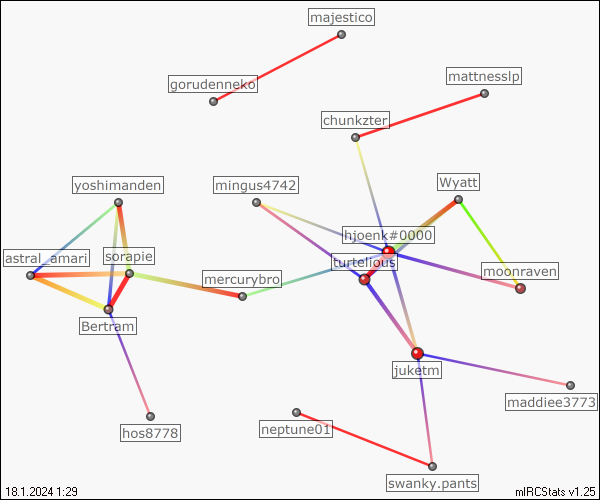 majestico
gorudenneko
mattnesslp
chunkzter
yoshimanden
mingus4742
Wyatt
hjoenk#0000
astral_amari
sorapie
turtelious
mercurybro
moonraven
Bertram
juketm
maddiee3773
hos8778
neptune01
swanky.pants
18.1.2024 1:29
mIRCStats v1.25